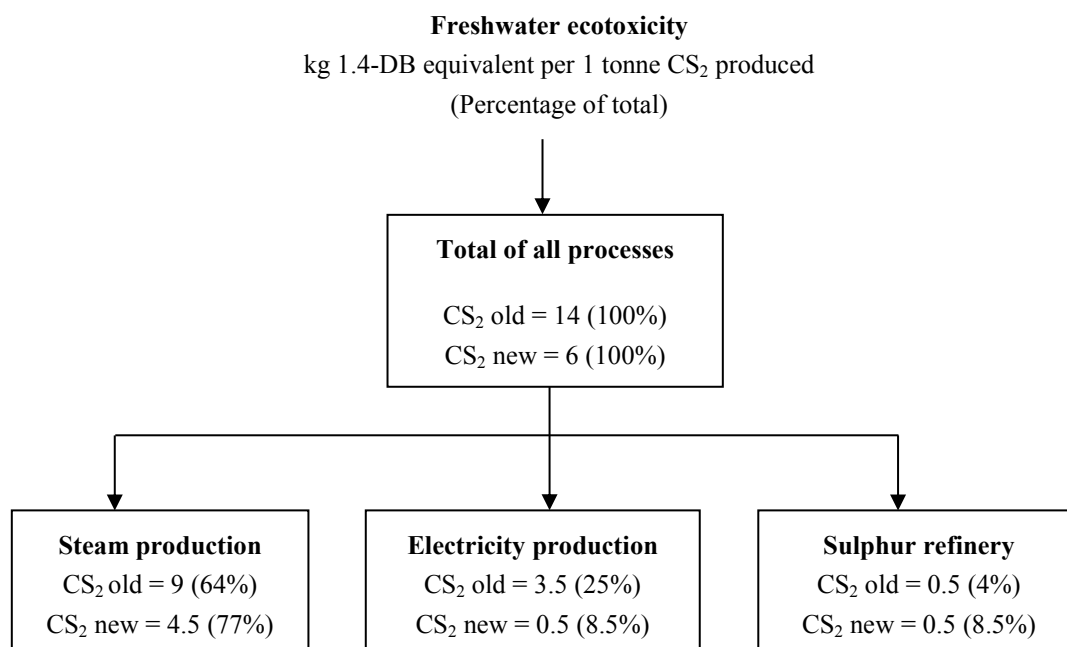 Freshwater ecotoxicity
kg 1.4-DB equivalent per 1 tonne CS₂ produced
(Percentage of total)
Total of all processes
CS₂ old = 14 (100%)
CS₂ new = 6 (100%)
Steam production
CS₂ old = 9 (64%)
CS₂ new = 4.5 (77%)
Electricity production
CS₂ old = 3.5 (25%)
CS₂ new = 0.5 (8.5%)
Sulphur refinery
CS₂ old = 0.5 (4%)
CS₂ new = 0.5 (8.5%)